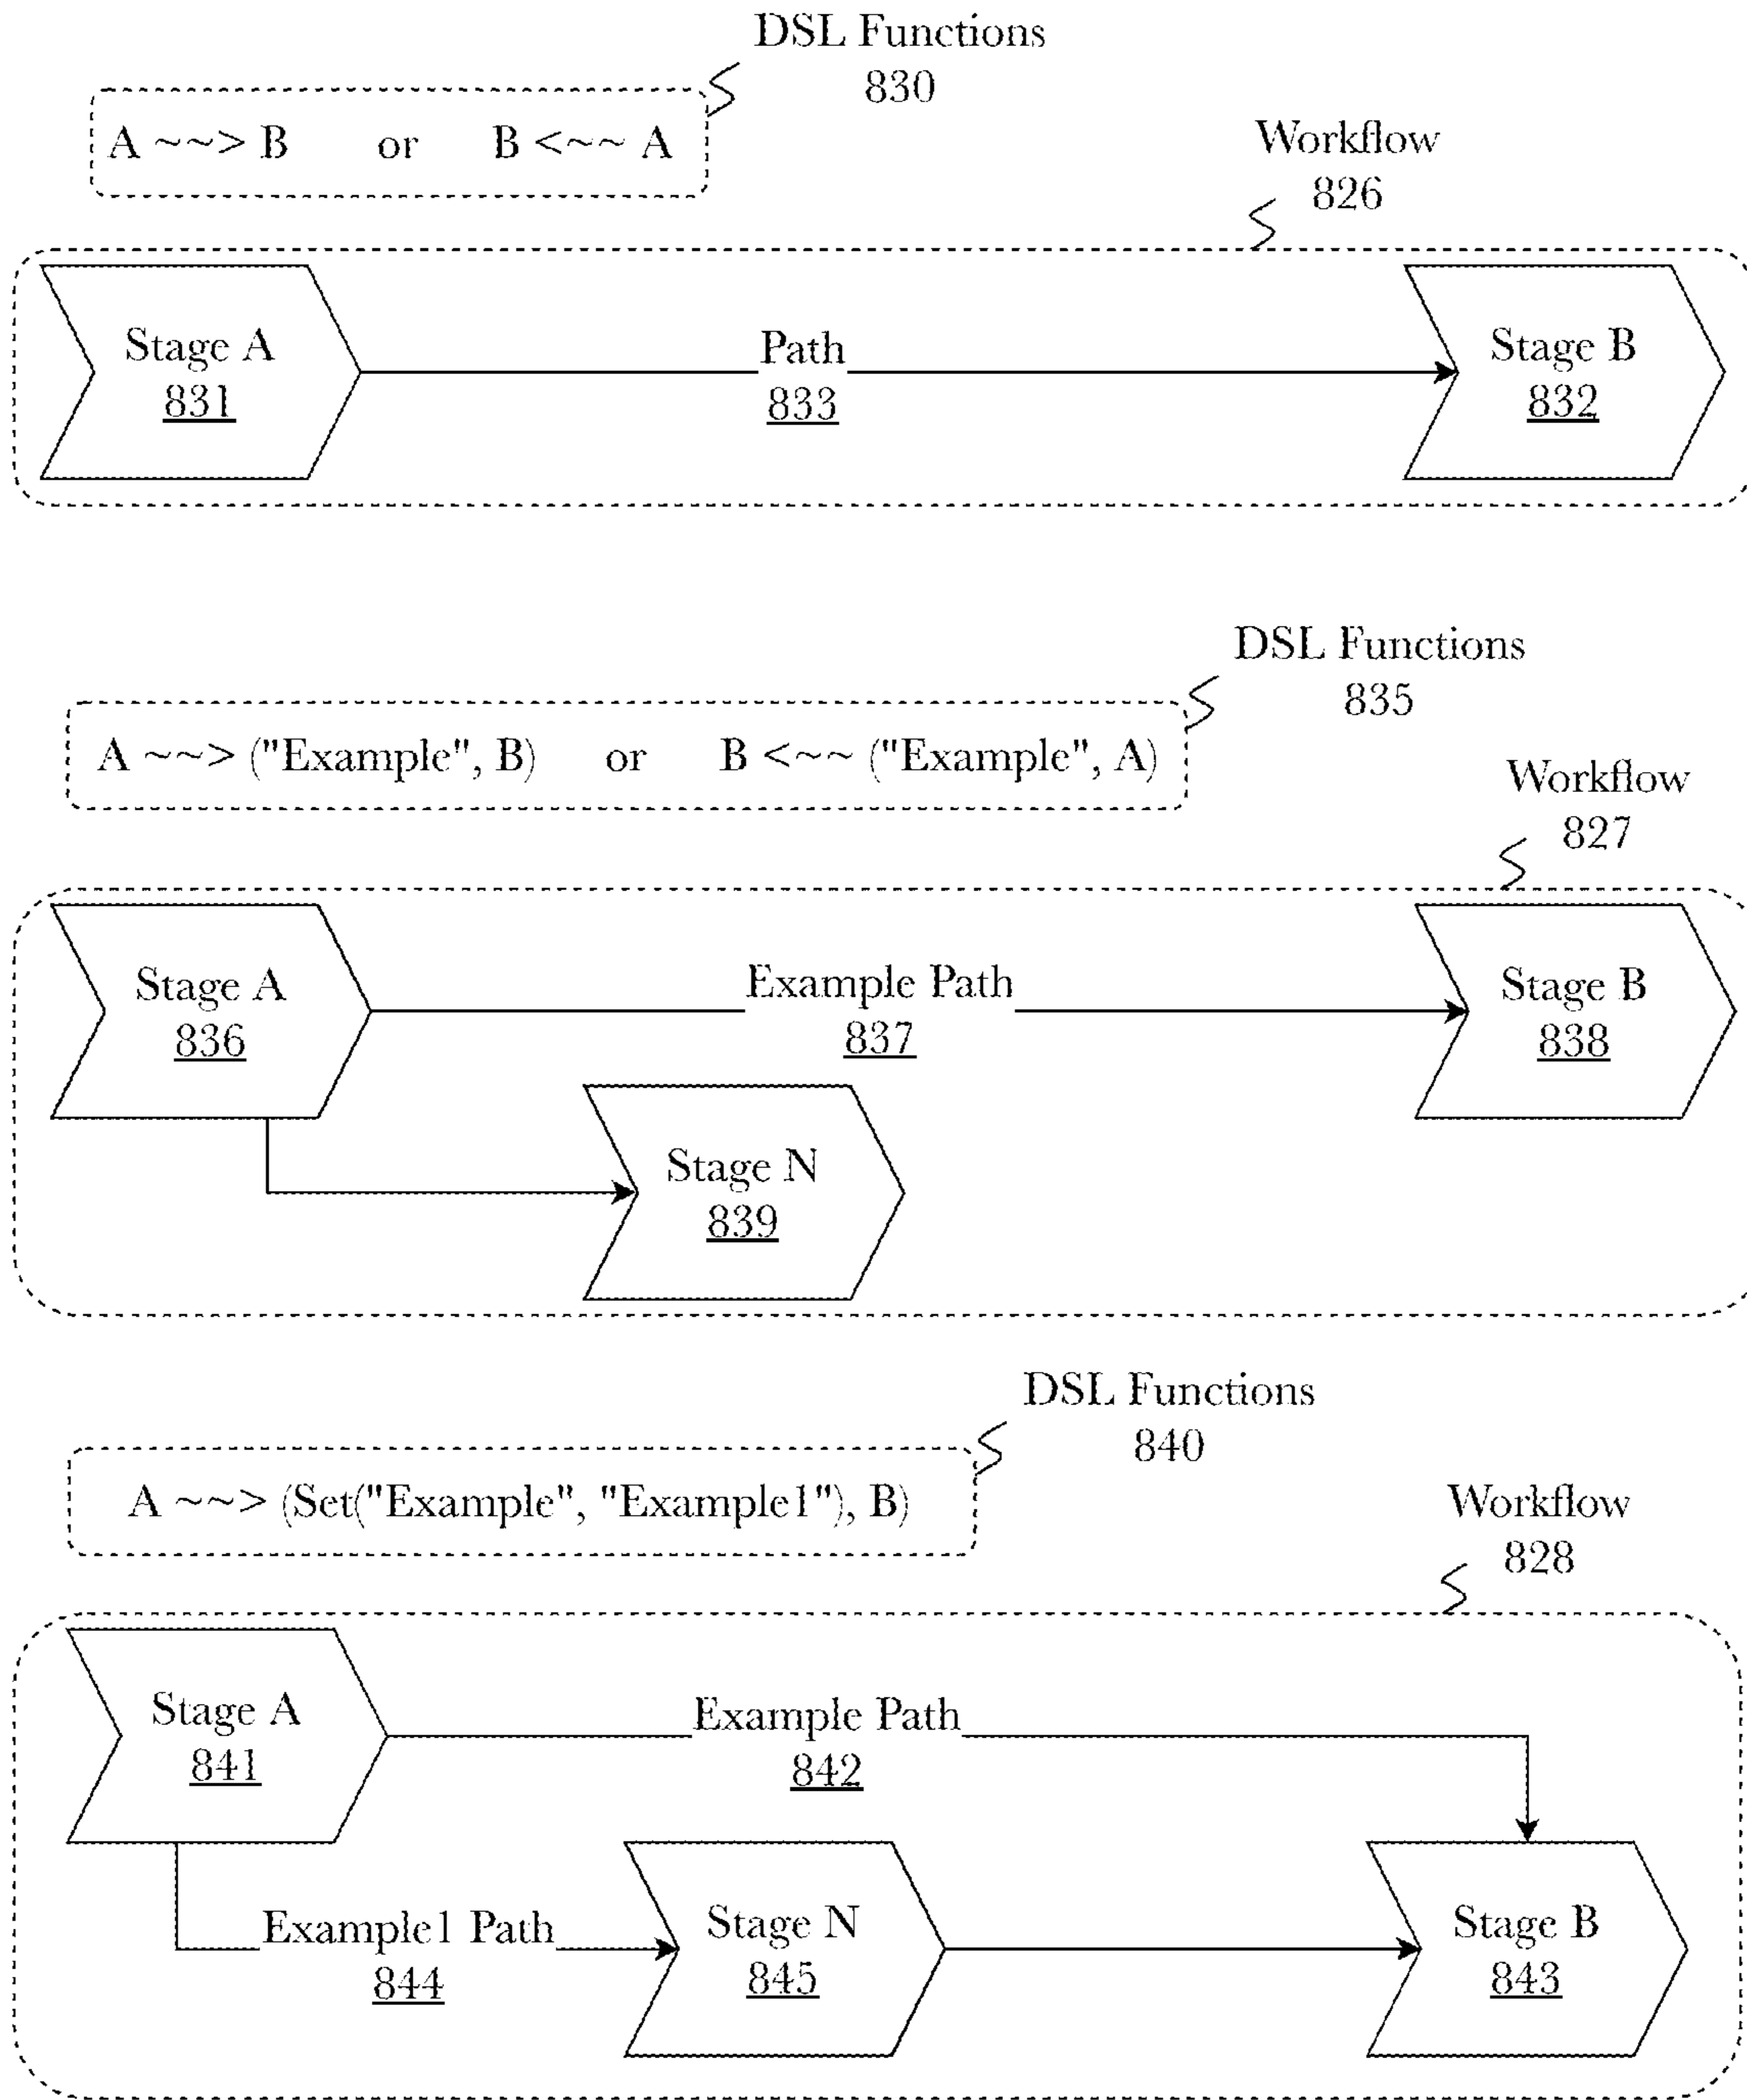 DSL Functions
830
A ~~> B or B <~~ A
Workflow
826
Stage A
831
Path
833
Stage B
832
DSL Functions
835
A ~~> ("Example", B) or B <~~ ("Example", A)
Workflow
827
Stage A
836
Example Path
837
Stage B
838
Stage N
839
DSL Functions
840
A ~~> (Set("Example", "Example1"), B)
Workflow
828
Stage A
841
Example Path
842
Example1 Path
844
Stage N
845
Stage B
843